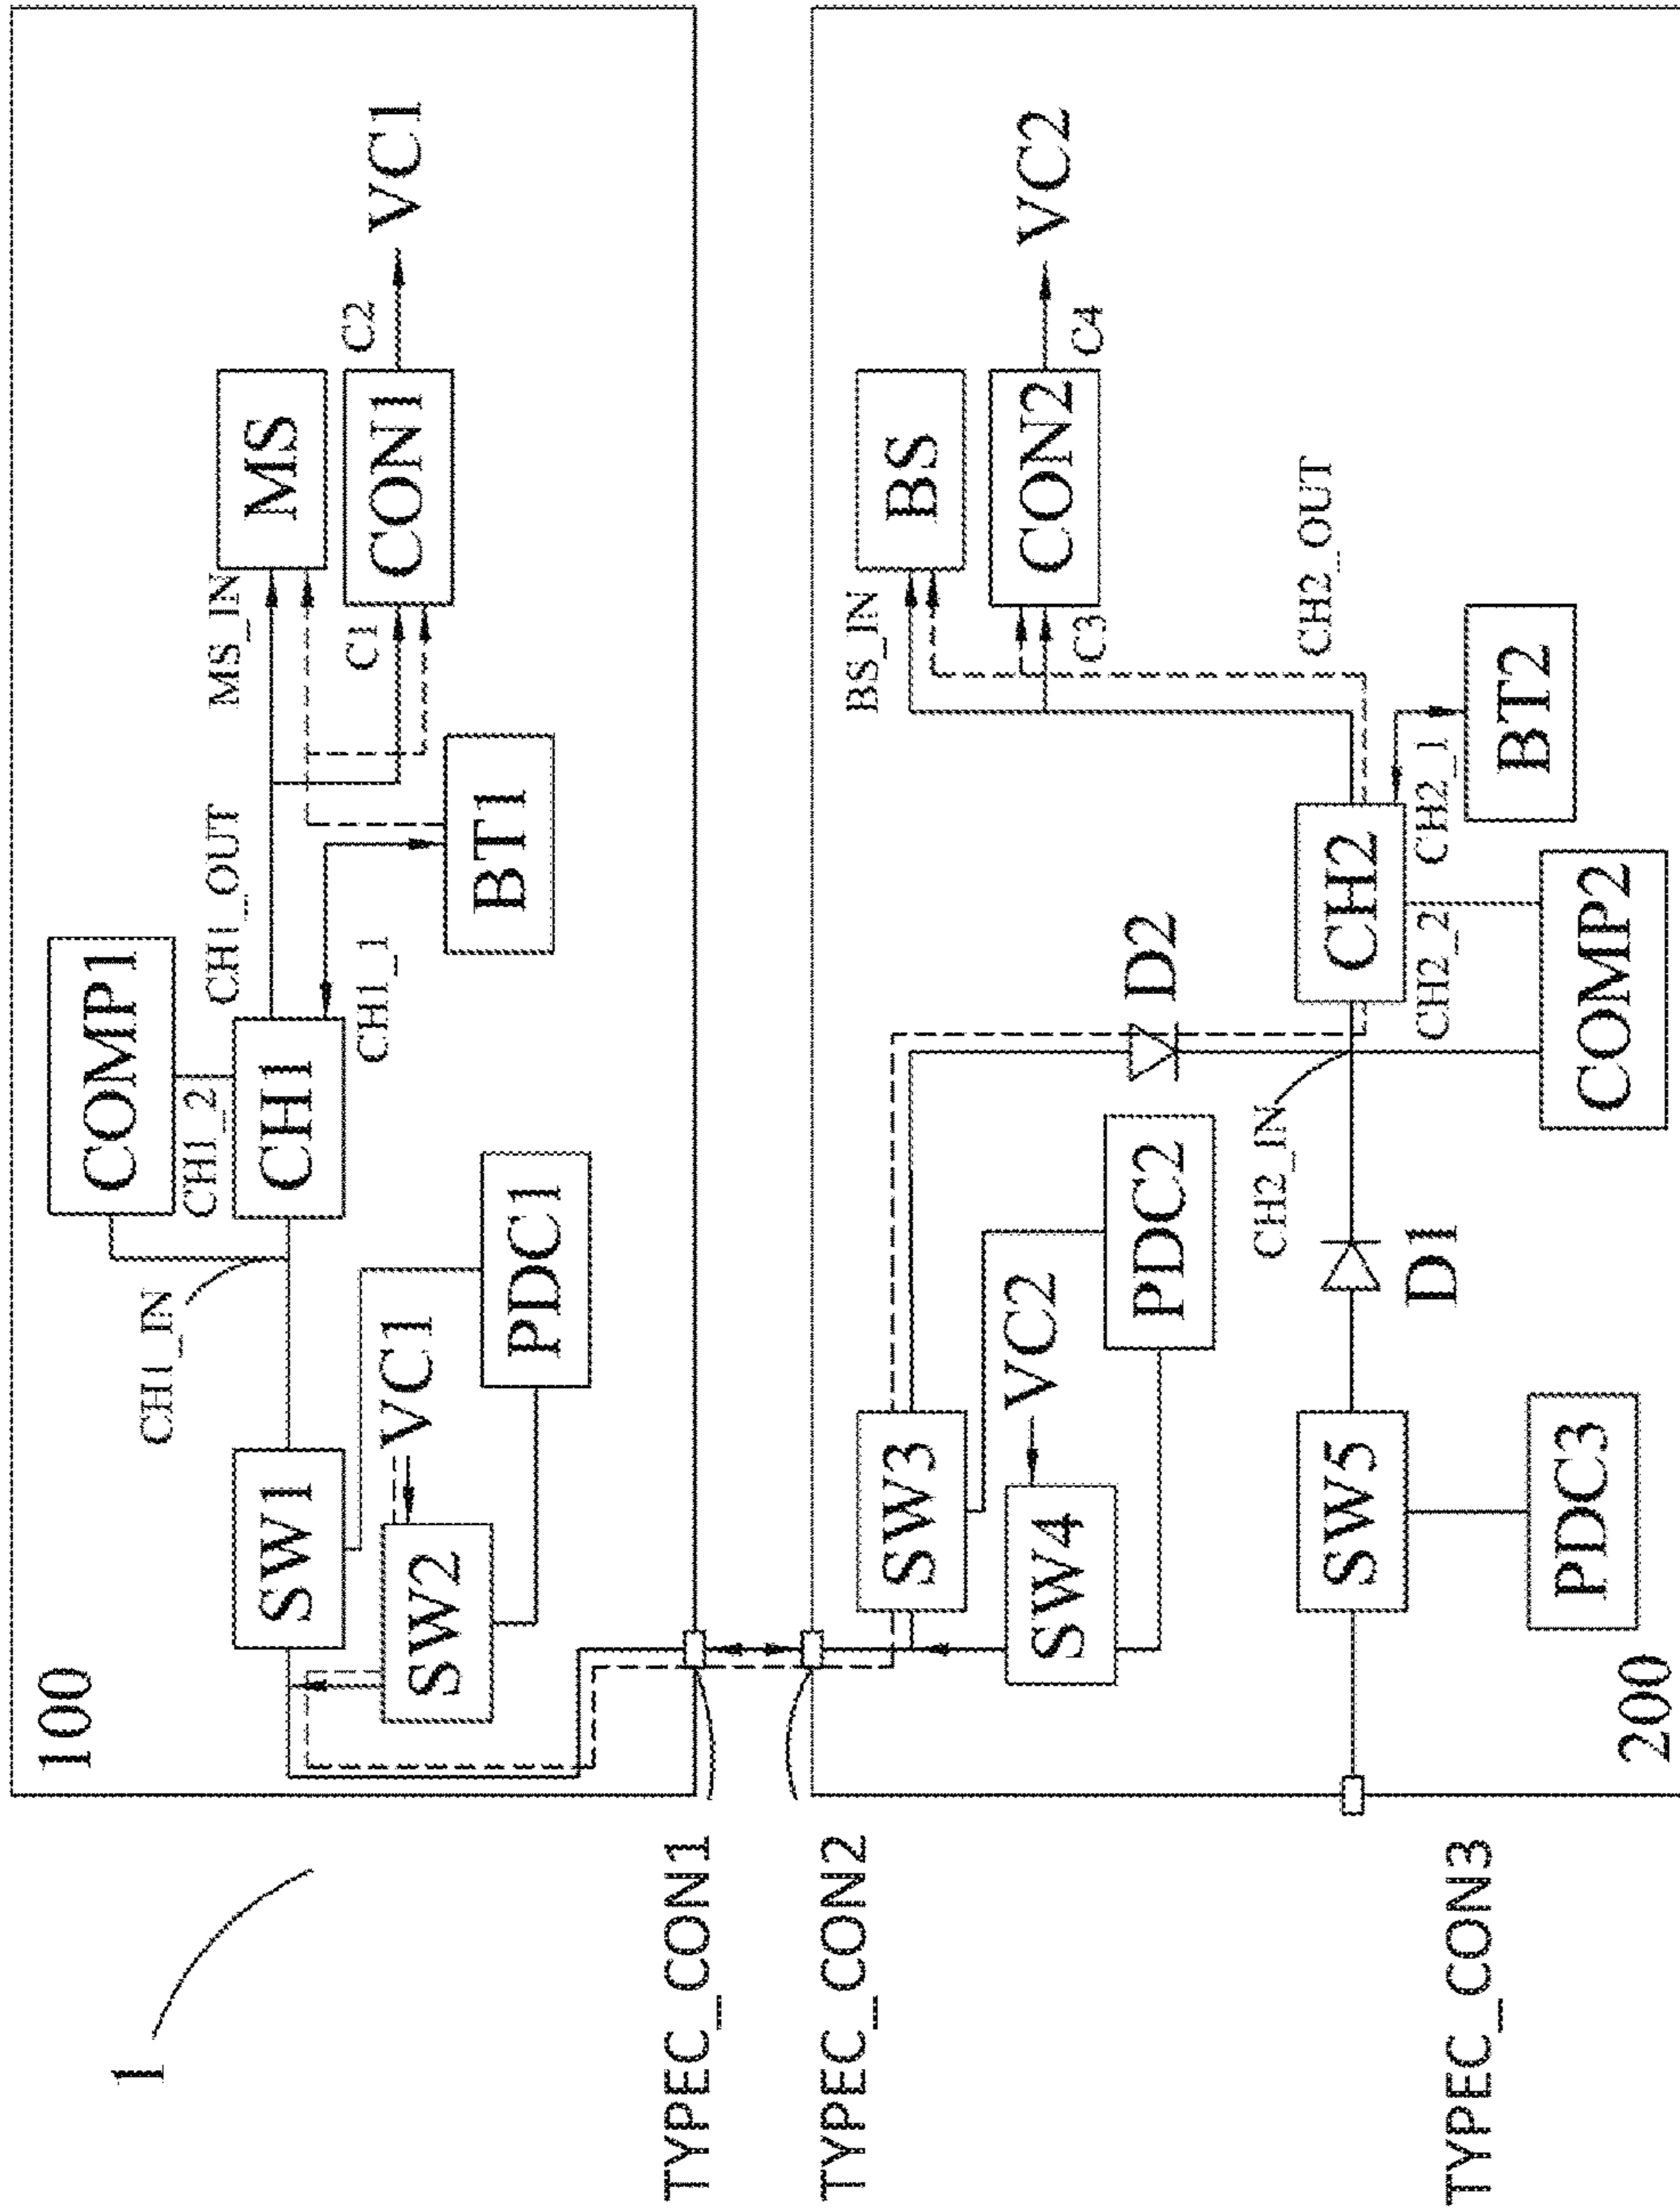 1
100
COMP1
CH1_2
CH1_IN
CH1_OUT
MS_IN
MS
SW1
CH1
C1
C2
VC1
CH1_1
CON1
VC1
SW2
PDC1
BT1
TYPEC_CON1
TYPEC_CON2
BS_IN
BS
SW3
VC2
D2
C3
CON2
C4
VC2
SW4
PDC2
CH2_IN
CH2_OUT
SW5
D1
CH2
CH2_2
CH2_1
BT2
PDC3
COMP2
TYPEC_CON3
200